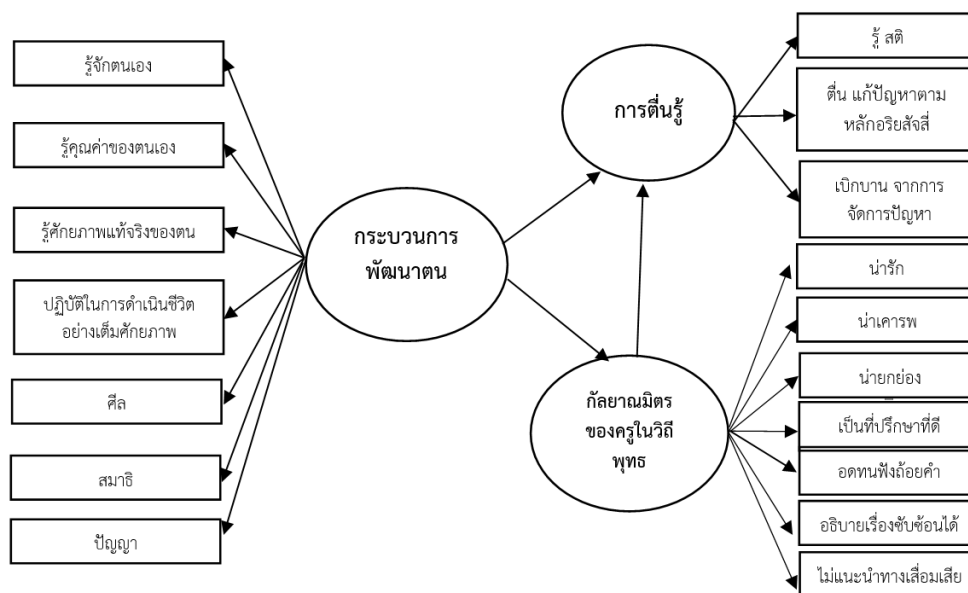 รู้จักตนเอง
รู้คุณค่าของตนเอง
รู้ศักยภาพแท้จริงของตน
ปฏิบัติในการดำเนินชีวิต
อย่างเต็มศักยภาพ
ศีล
สมาธิ
ปัญญา
กระบวนการ
พัฒนาตน
การตื่นรู้
กัลยาณมิตร
ของครูในวิถี
พุทธ
รู้ สติ
ตื่น แก้ปัญหาตาม
หลักอริยสัจสี่
เบิกบาน จากการ
จัดการปัญหา
น่ารัก
น่าเคารพ
น่ายกย่อง
เป็นที่ปรึกษาที่ดี
อดทนฟังถ้อยคำ
อธิบายเรื่องซับซ้อนได้
ไม่แนะนำทางเสื่อมเสีย